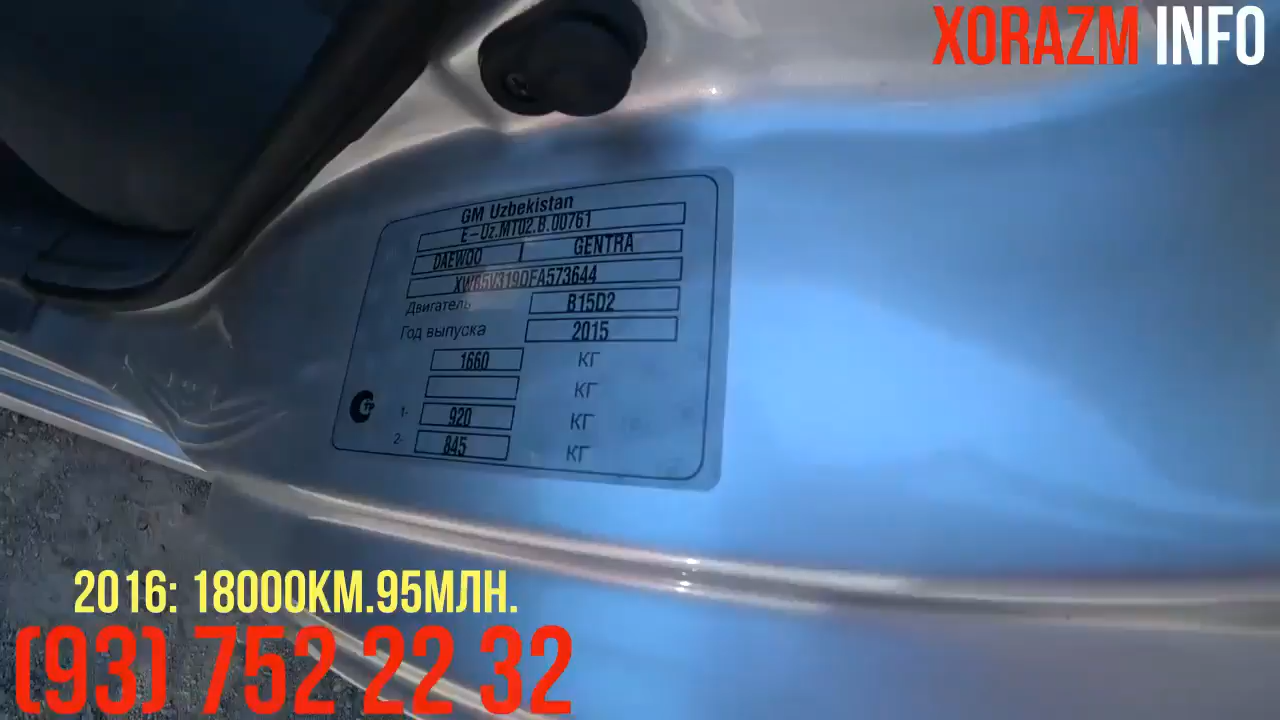 XORAZM INFO
GM Uzbekistan
E-Uz.MT02.B.00761
DAEWOO GENTRA
XWB5V319DFA573644
Двигатель B15D2
Год выпуска 2015
1660 КГ
КГ
1- 920 КГ
2- 845 КГ
2016: 18000КМ.95МЛН.
(93) 752 22 32